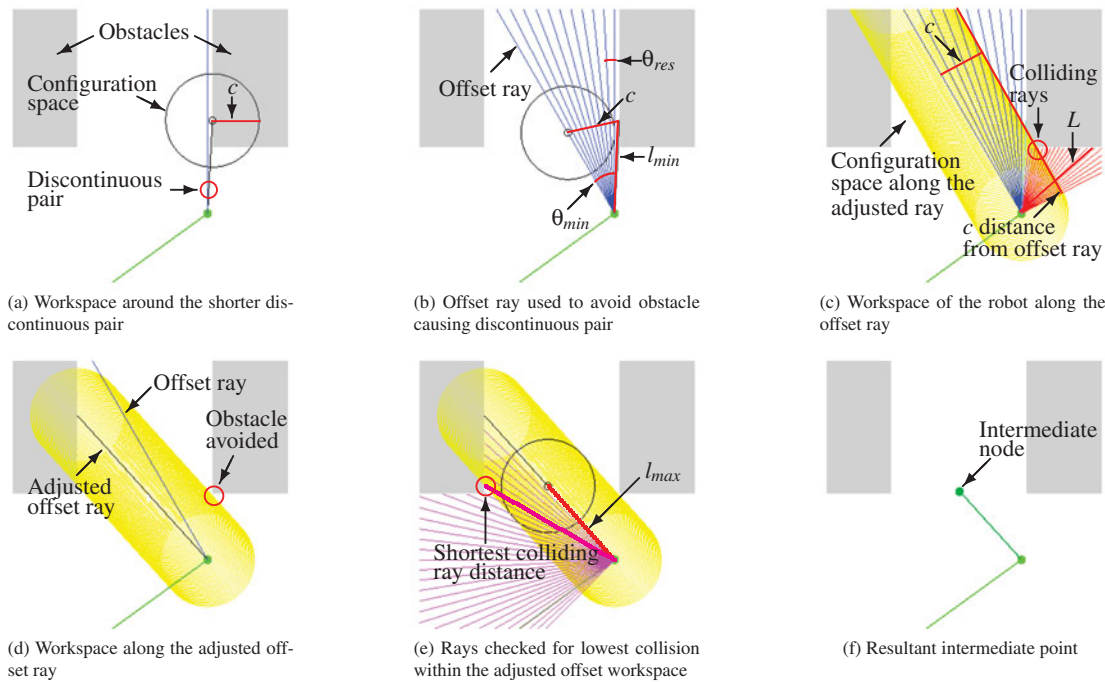 Obstacles
Configuration
space
c
Discontinuous
pair
(a) Workspace around the shorter dis-
continuous pair
θres
Offset ray
c
lmin
θmin
(b) Offset ray used to avoid obstacle
causing discontinuous pair
c
Colliding
rays
L
Configuration
space along the
adjusted ray
c distance
from offset ray
(c) Workspace of the robot along the
offset ray
Offset ray
Obstacle
avoided
Adjusted
offset ray
(d) Workspace along the adjusted off-
set ray
lmax
Shortest colliding
ray distance
(e) Rays checked for lowest collision
within the adjusted offset workspace
Intermediate
node
(f) Resultant intermediate point